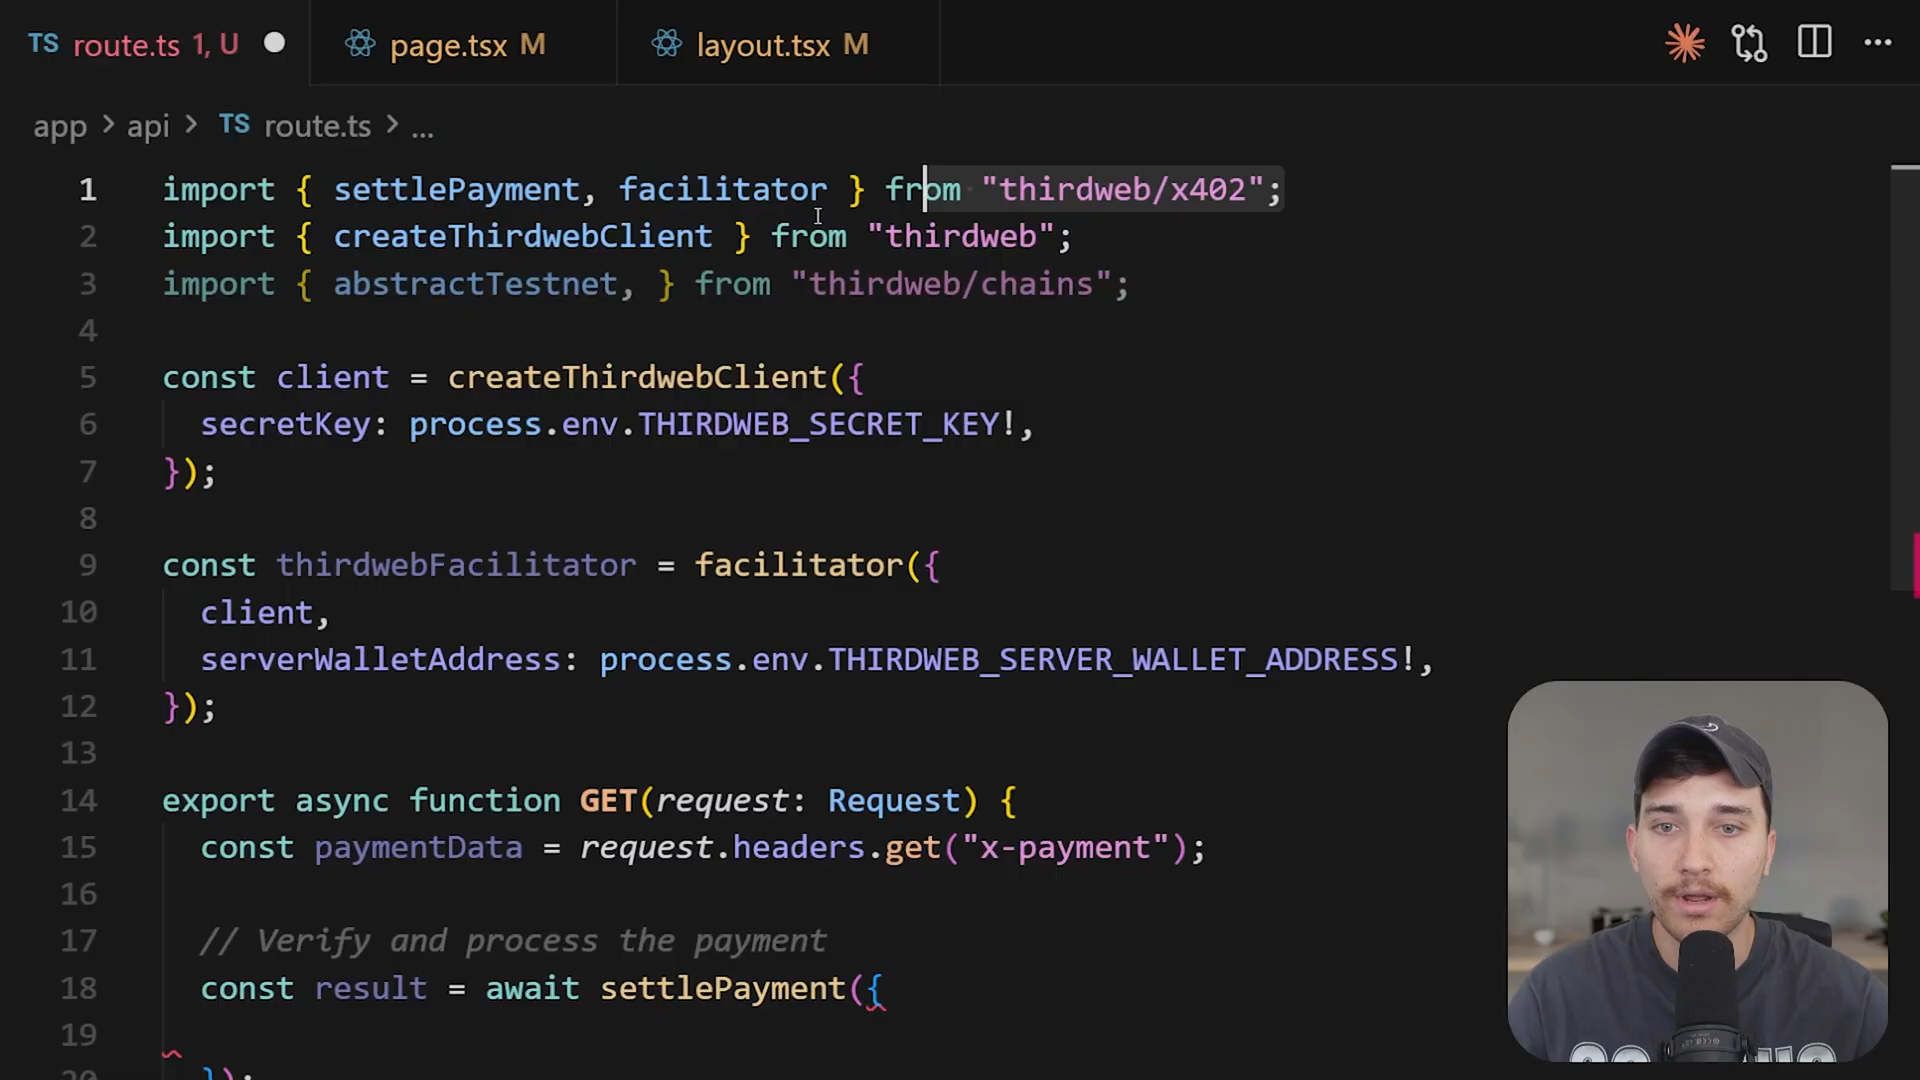 TS route.ts 1, U
page.tsx M
layout.tsx M
app > api > TS route.ts > ...
1 import { settlePayment, facilitator } from "thirdweb/x402";
2 import { createThirdwebClient } from "thirdweb";
3 import { abstractTestnet, } from "thirdweb/chains";
4
5 const client = createThirdwebClient({
6 secretKey: process.env.THIRDWEB_SECRET_KEY!,
7 });
8
9 const thirdwebFacilitator = facilitator({
10 client,
11 serverWalletAddress: process.env.THIRDWEB_SERVER_WALLET_ADDRESS!,
12 });
13
14 export async function GET(request: Request) {
15 const paymentData = request.headers.get("x-payment");
16
17 // Verify and process the payment
18 const result = await settlePayment({
19
20 });